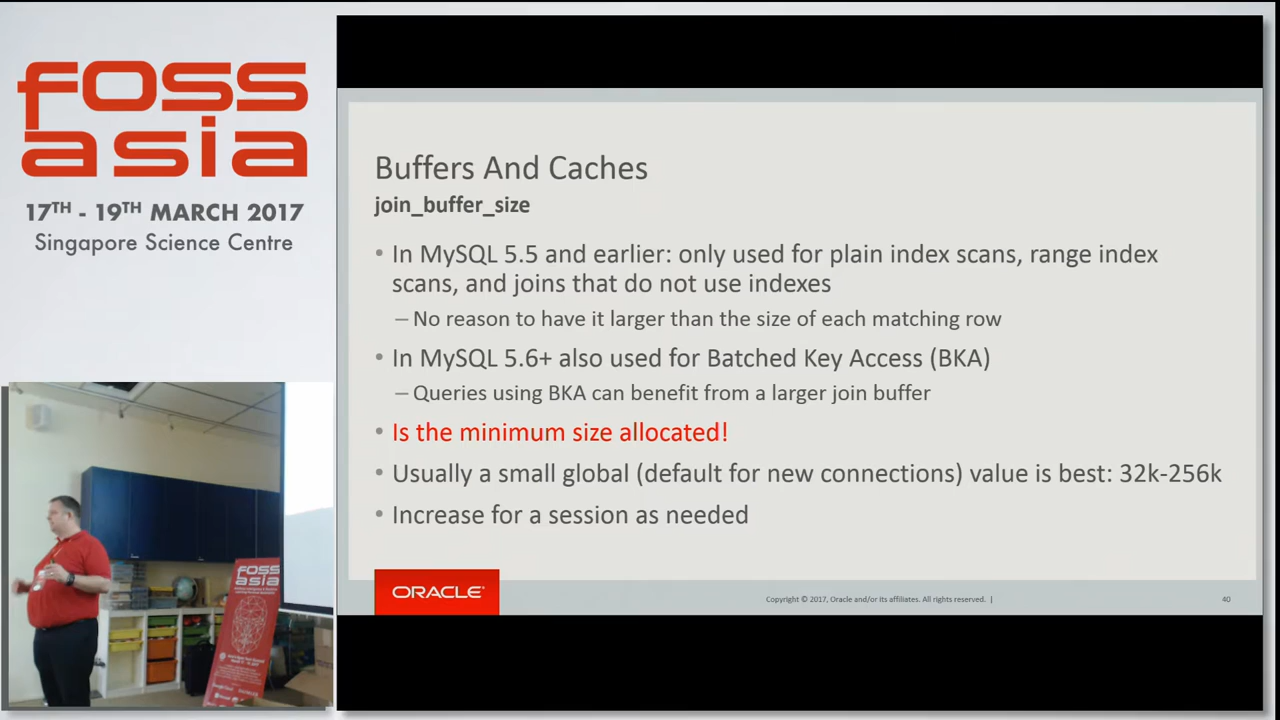 foss
asia
17TH - 19TH MARCH 2017
Singapore Science Centre
Buffers And Caches
join_buffer_size
• In MySQL 5.5 and earlier: only used for plain index scans, range index
scans, and joins that do not use indexes
– No reason to have it larger than the size of each matching row
• In MySQL 5.6+ also used for Batched Key Access (BKA)
– Queries using BKA can benefit from a larger join buffer
• Is the minimum size allocated!
• Usually a small global (default for new connections) value is best: 32k-256k
• Increase for a session as needed
ORACLE®
Copyright © 2017, Oracle and/or its affiliates. All rights reserved. |
40
FOSS
ASIA